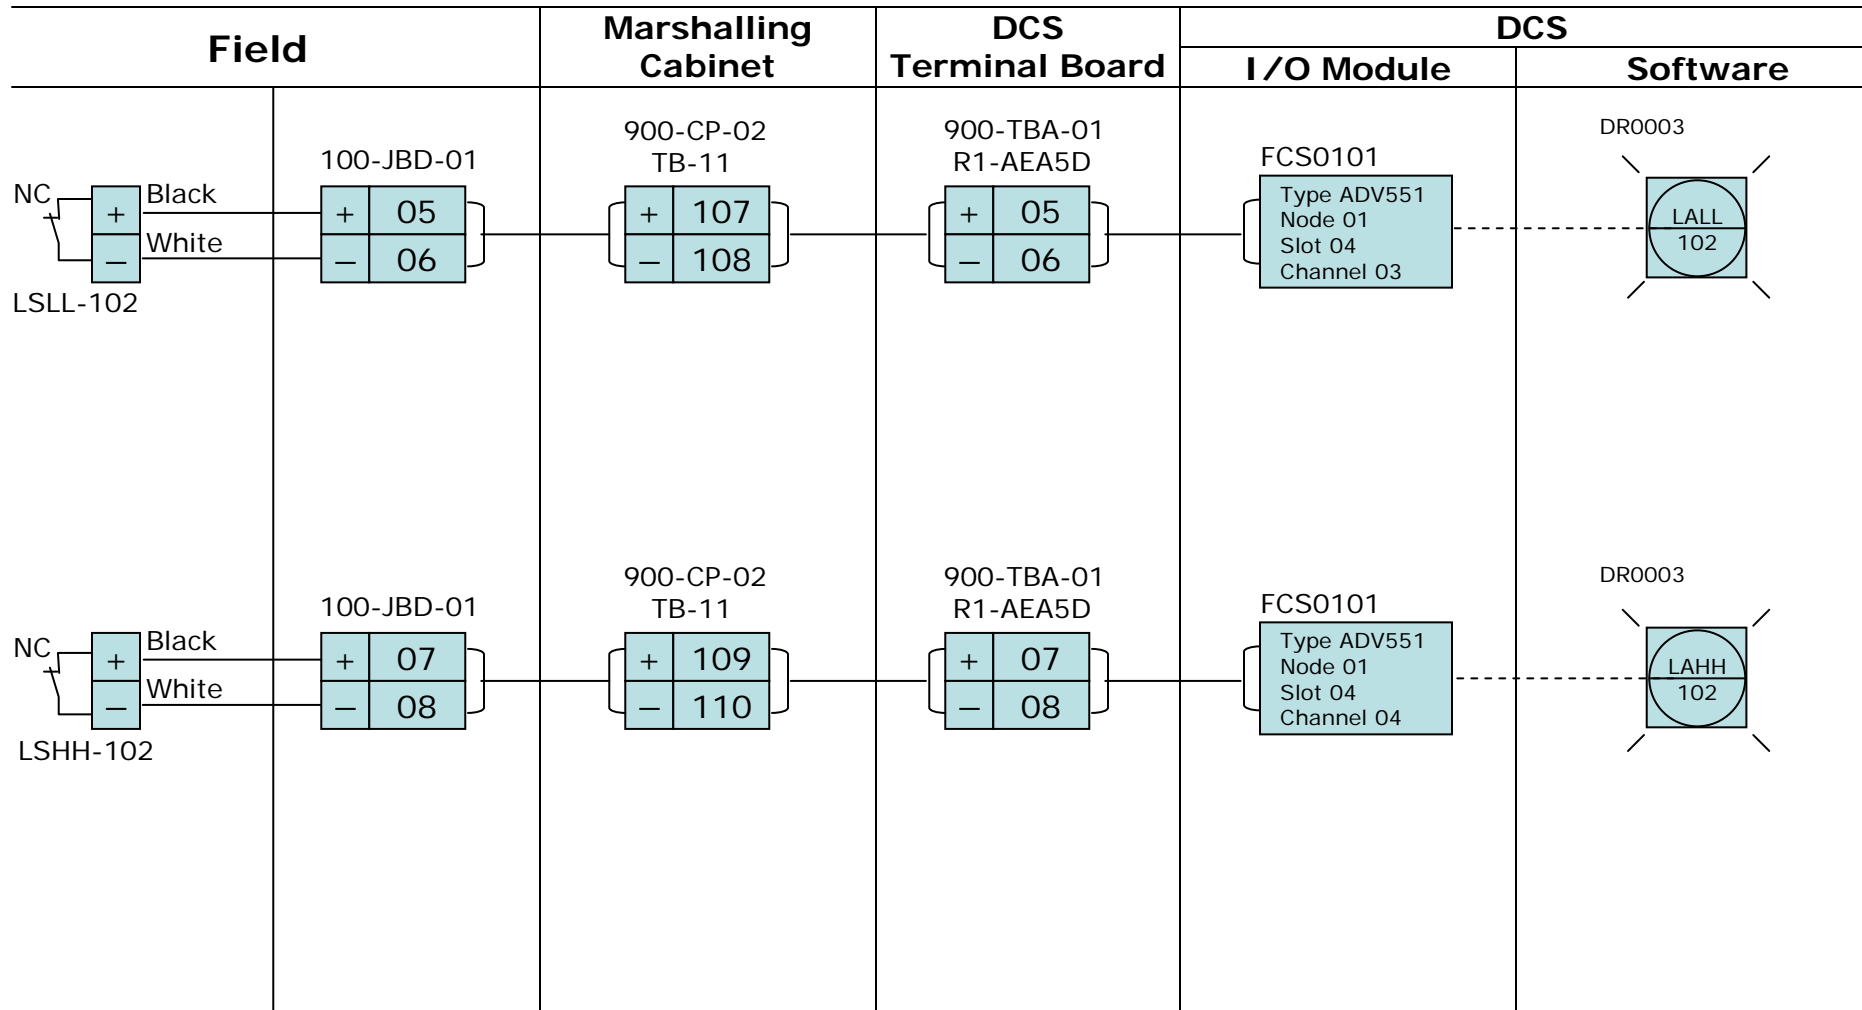 Field
Marshalling
Cabinet
DCS
Terminal Board
DCS
I/O Module
Software
NC
+
−
Black
White
LSLL-102
100-JBD-01
+ 05
− 06
900-CP-02
TB-11
+ 107
− 108
900-TBA-01
R1-AEA5D
+ 05
− 06
FCS0101
Type ADV551
Node 01
Slot 04
Channel 03
DR0003
LALL
102
NC
+
−
Black
White
LSHH-102
100-JBD-01
+ 07
− 08
900-CP-02
TB-11
+ 109
− 110
900-TBA-01
R1-AEA5D
+ 07
− 08
FCS0101
Type ADV551
Node 01
Slot 04
Channel 04
DR0003
LAHH
102